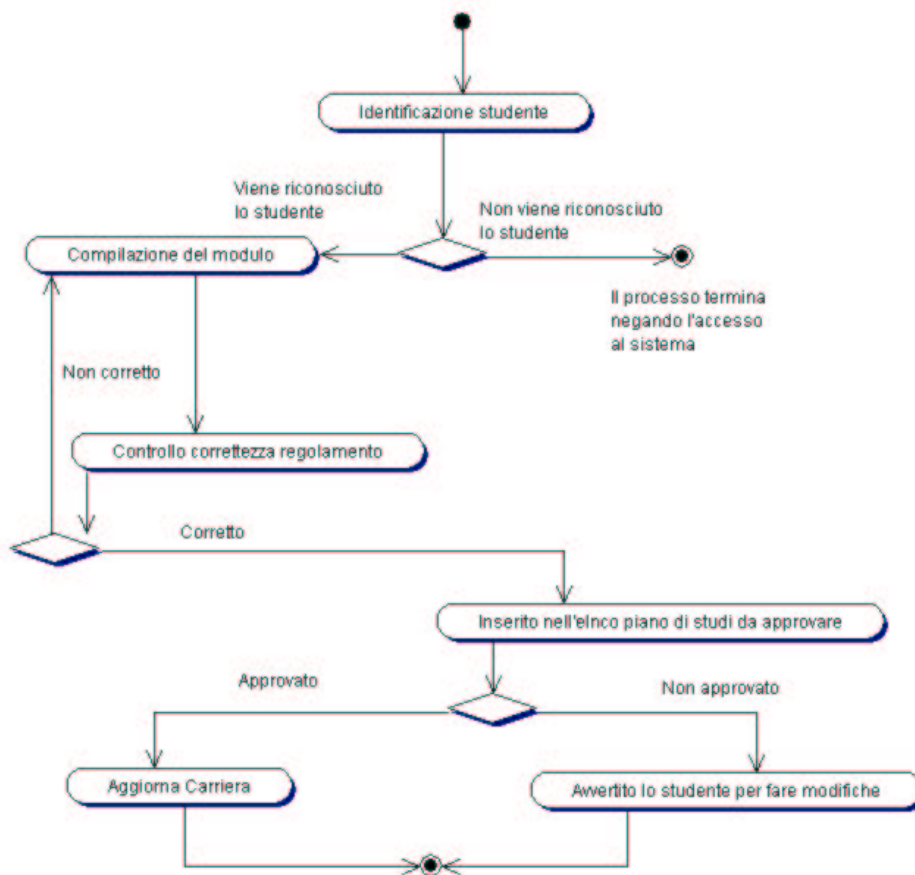 Identificazione studente
Viene riconosciuto
lo studente
Non viene riconosciuto
lo studente
Compilazione del modulo
Il processo termina
negando l'accesso
al sistema
Non corretto
Controllo correttezza regolamento
Corretto
Inserito nell'elnco piano di studi da approvare
Approvato
Non approvato
Aggiorna Carriera
Avvertito lo studente per fare modifiche